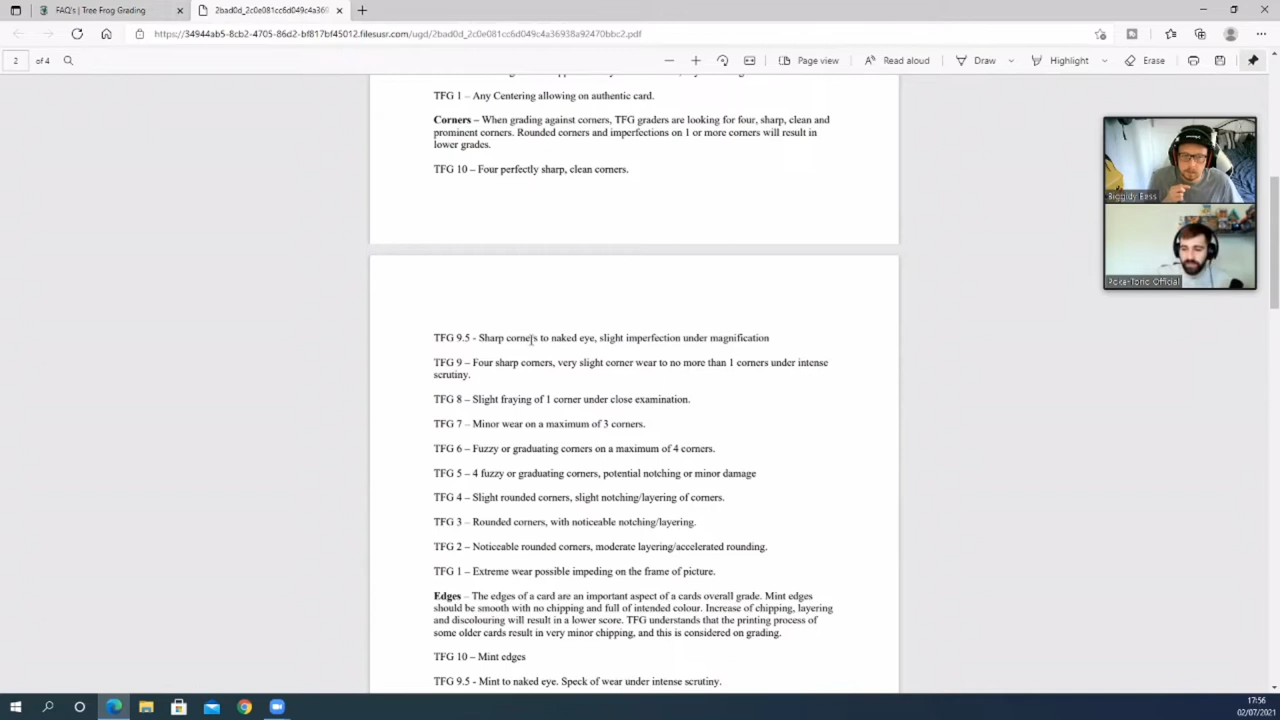 FAQ's | Tree Frog Grading
2bad0d_2c0e081cc6d049c4a369
https://34944ab5-8cb2-4705-86d2-bf817bf45012.filesusr.com/ugd/2bad0d_2c0e081cc6d049c4a36938a92470bbc2.pdf
2 of 4
Page view
Read aloud
Draw
Highlight
Erase
TFG 1 – Any Centering allowing on authentic card.
Corners – When grading against corners, TFG graders are looking for four, sharp, clean and
prominent corners. Rounded corners and imperfections on 1 or more corners will result in
lower grades.
TFG 10 – Four perfectly sharp, clean corners.
TFG 9.5 - Sharp corners to naked eye, slight imperfection under magnification
TFG 9 – Four sharp corners, very slight corner wear to no more than 1 corners under intense
scrutiny.
TFG 8 – Slight fraying of 1 corner under close examination.
TFG 7 – Minor wear on a maximum of 3 corners.
TFG 6 – Fuzzy or graduating corners on a maximum of 4 corners.
TFG 5 – 4 fuzzy or graduating corners, potential notching or minor damage
TFG 4 – Slight rounded corners, slight notching/layering of corners.
TFG 3 – Rounded corners, with noticeable notching/layering.
TFG 2 – Noticeable rounded corners, moderate layering/accelerated rounding.
TFG 1 – Extreme wear possible impeding on the frame of picture.
Edges – The edges of a card are an important aspect of a cards overall grade. Mint edges
should be smooth with no chipping and full of intended colour. Increase of chipping, layering
and discolouring will result in a lower score. TFG understands that the printing process of
some older cards result in very minor chipping, and this is considered on grading.
TFG 10 – Mint edges
TFG 9.5 - Mint to naked eye. Speck of wear under intense scrutiny.
Official
17:56
02/07/2021